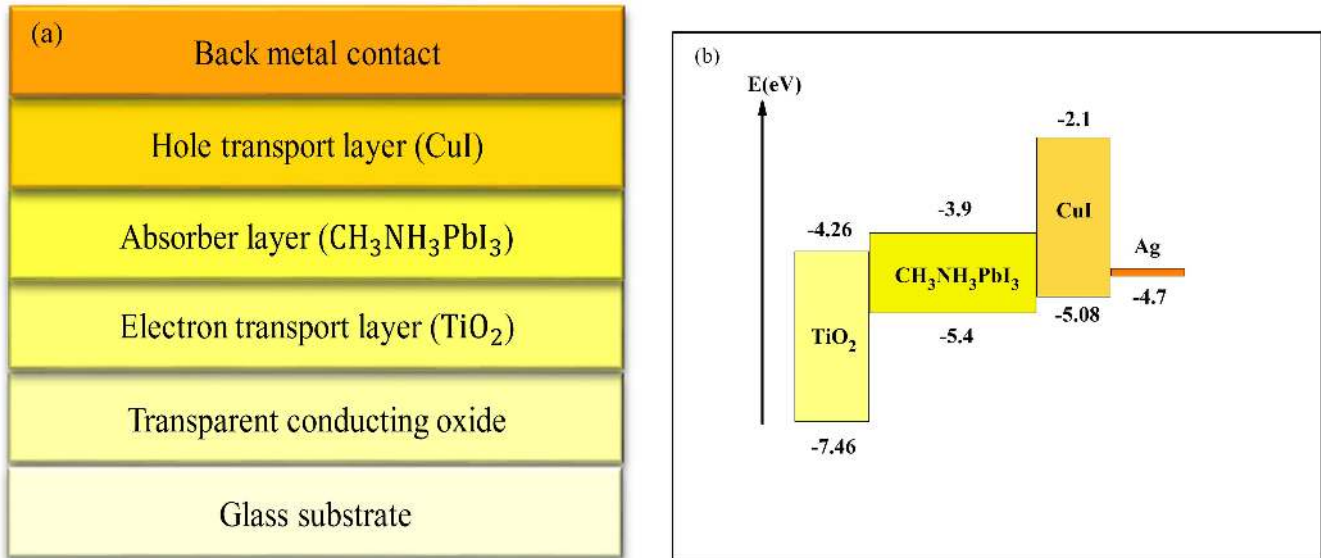 (a)
Back metal contact
Hole transport layer (CuI)
Absorber layer (CH₃NH₃PbI₃)
Electron transport layer (TiO₂)
Transparent conducting oxide
Glass substrate
(b)
E(eV)
-2.1
-3.9
-4.26
CuI
Ag
CH₃NH₃PbI₃
-4.7
-5.08
-5.4
TiO₂
-7.46